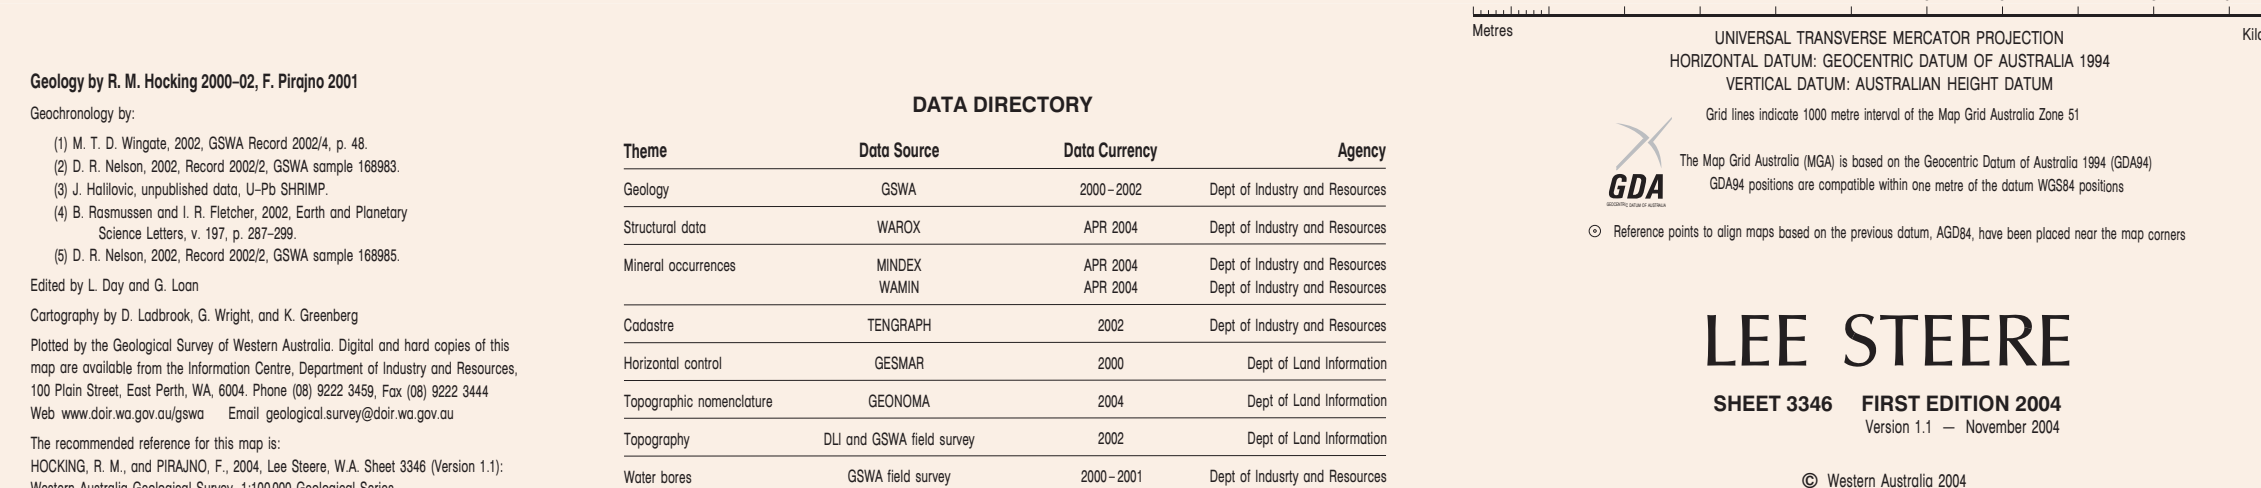 Geology by R. M. Hocking 2000–02, F. Pirajno 2001
Geochronology by:
(1) M. T. D. Wingate, 2002, GSWA Record 2002/4, p. 48.
(2) D. R. Nelson, 2002, Record 2002/2, GSWA sample 168983.
(3) J. Halilovic, unpublished data, U–Pb SHRIMP.
(4) B. Rasmussen and I. R. Fletcher, 2002, Earth and Planetary
Science Letters, v. 197, p. 287–299.
(5) D. R. Nelson, 2002, Record 2002/2, GSWA sample 168985.
Edited by L. Day and G. Loan
Cartography by D. Ladbrook, G. Wright, and K. Greenberg
Plotted by the Geological Survey of Western Australia. Digital and hard copies of this
map are available from the Information Centre, Department of Industry and Resources,
100 Plain Street, East Perth, WA, 6004. Phone (08) 9222 3459, Fax (08) 9222 3444
Web www.doir.wa.gov.au/gswa Email geological.survey@doir.wa.gov.au
The recommended reference for this map is:
HOCKING, R. M., and PIRAJNO, F., 2004, Lee Steere, W.A. Sheet 3346 (Version 1.1):
Western Australia Geological Survey, 1:100 000 Geological Series.
DATA DIRECTORY
Theme Data Source Data Currency Agency
Geology GSWA 2000–2002 Dept of Industry and Resources
Structural data WAROX APR 2004 Dept of Industry and Resources
Mineral occurrences MINDEX APR 2004 Dept of Industry and Resources
WAMIN APR 2004 Dept of Industry and Resources
Cadastre TENGRAPH 2002 Dept of Industry and Resources
Horizontal control GESMAR 2000 Dept of Land Information
Topographic nomenclature GEONOMA 2004 Dept of Land Information
Topography DLI and GSWA field survey 2002 Dept of Land Information
Water bores GSWA field survey 2000–2001 Dept of Indusrty and Resources
Metres
UNIVERSAL TRANSVERSE MERCATOR PROJECTION
HORIZONTAL DATUM: GEOCENTRIC DATUM OF AUSTRALIA 1994
VERTICAL DATUM: AUSTRALIAN HEIGHT DATUM
Grid lines indicate 1000 metre interval of the Map Grid Australia Zone 51
The Map Grid Australia (MGA) is based on the Geocentric Datum of Australia 1994 (GDA94)
GDA94 positions are compatible within one metre of the datum WGS84 positions
GDA
GEOCENTRIC DATUM OF AUSTRALIA
Reference points to align maps based on the previous datum, AGD84, have been placed near the map corners
LEE STEERE
SHEET 3346 FIRST EDITION 2004
Version 1.1 — November 2004
© Western Australia 2004